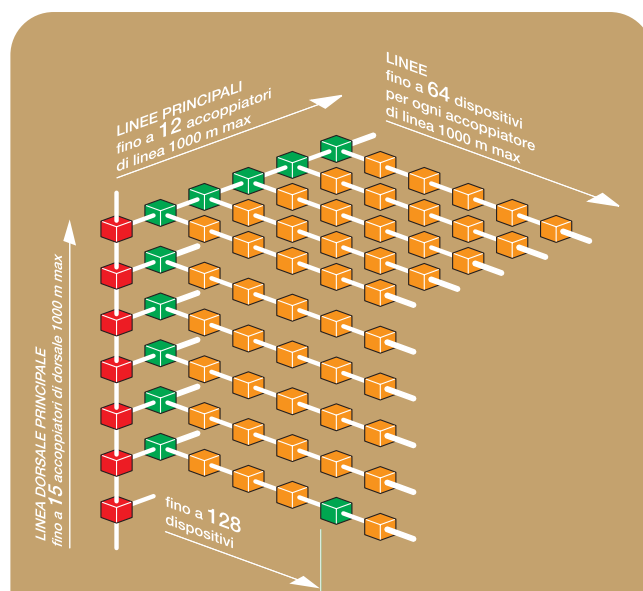 LINEE PRINCIPALI
fino a 12 accoppiatori
di linea 1000 m max
LINEE
fino a 64 dispositivi
per ogni accoppiatore
di linea 1000 m max
LINEA DORSALE PRINCIPALE
fino a 15 accoppiatori di dorsale 1000 m max
fino a 128
dispositivi